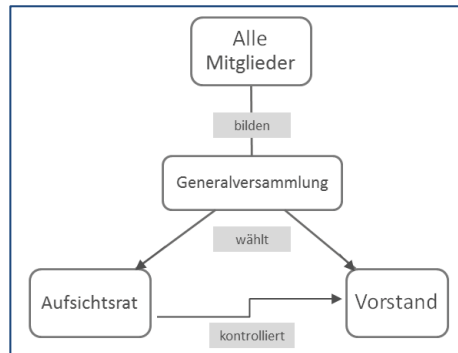 Alle
Mitglieder
bilden
Generalversammlung
wählt
Aufsichtsrat
Vorstand
kontrolliert